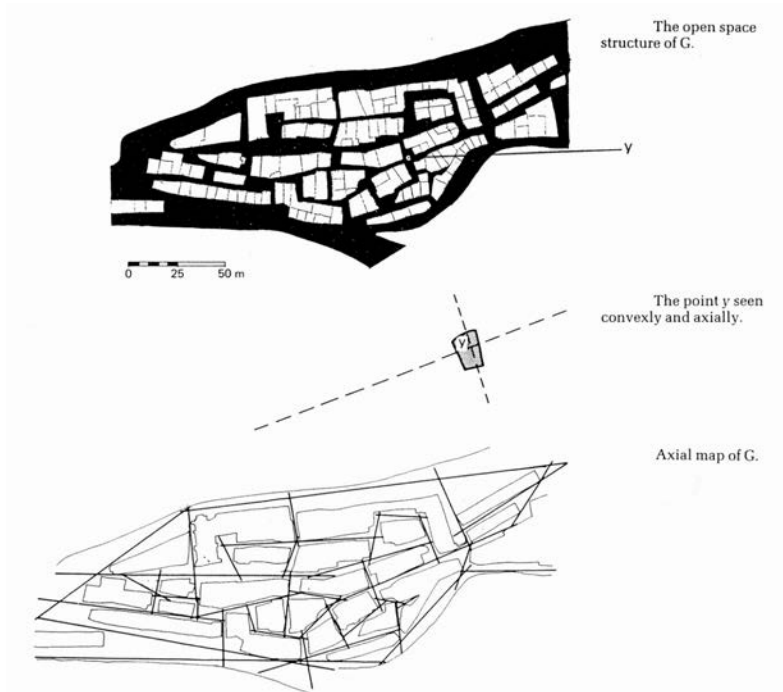 The open space
structure of G.
y
0 25 50 m
The point y seen
convexly and axially.
y
Axial map of G.